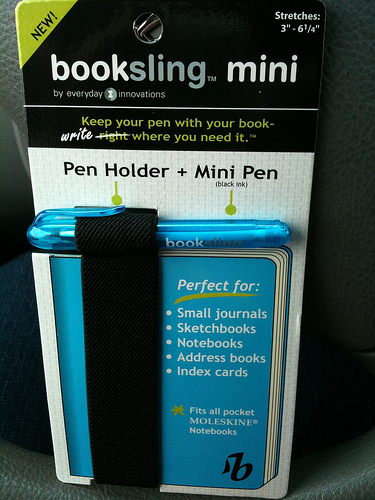 NEW!
Stretches:
3" - 6¼"
booksling™ mini
by everyday 1 innovations
Keep your pen with your book-
write right where you need it.™
Pen Holder + Mini Pen
(black ink)
booksling
Perfect for:
• Small journals
• Sketchbooks
• Notebooks
• Address books
• Index cards
Fits all pocket
MOLESKINE®
Notebooks
b